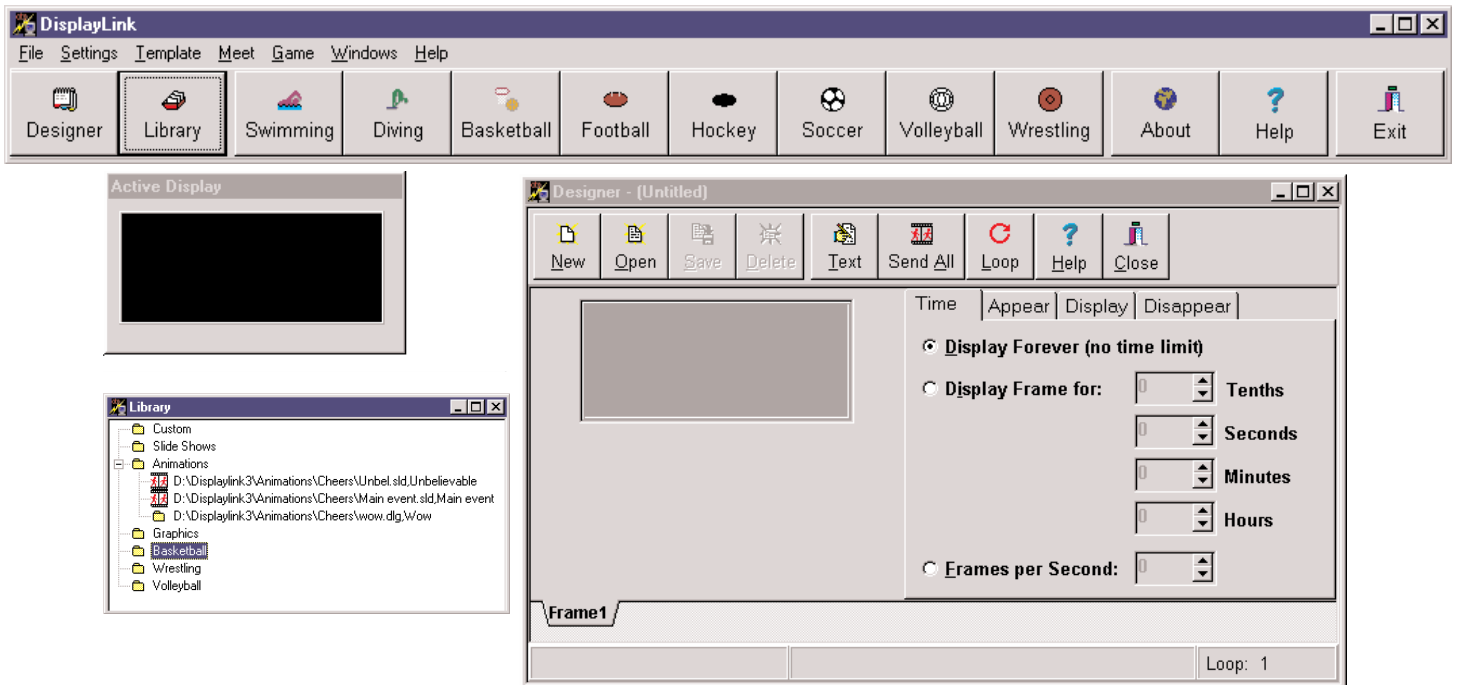 DisplayLink
File Settings Template Meet Game Windows Help
Designer Library Swimming Diving Basketball Football Hockey Soccer Volleyball Wrestling About Help Exit
Active Display
Library
Custom
Slide Shows
Animations
D:\Displaylink3\Animations\Cheers\Unbel.sld,Unbelievable
D:\Displaylink3\Animations\Cheers\Main event.sld,Main event
D:\Displaylink3\Animations\Cheers\wow.dlg,Wow
Graphics
Basketball
Wrestling
Volleyball
Designer - (Untitled)
New Open Save Delete Text Send All Loop Help Close
Time Appear Display Disappear
Display Forever (no time limit)
Display Frame for: 0 Tenths
0 Seconds
0 Minutes
0 Hours
Frames per Second: 0
Frame1
Loop: 1